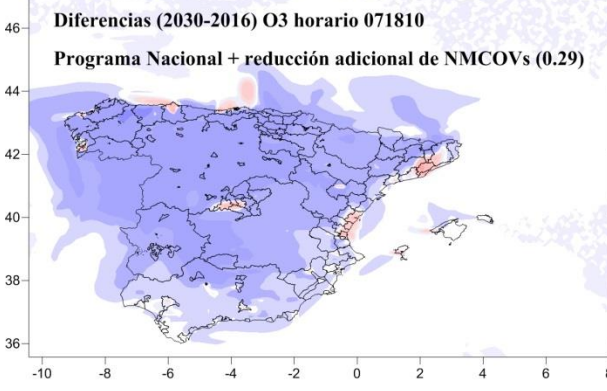 Diferencias (2030-2016) O3 horario 071810
Programa Nacional + reducción adicional de NMCOVs (0.29)
46
44
42
40
38
36
-10 -8 -6 -4 -2 0 2 4 6 8